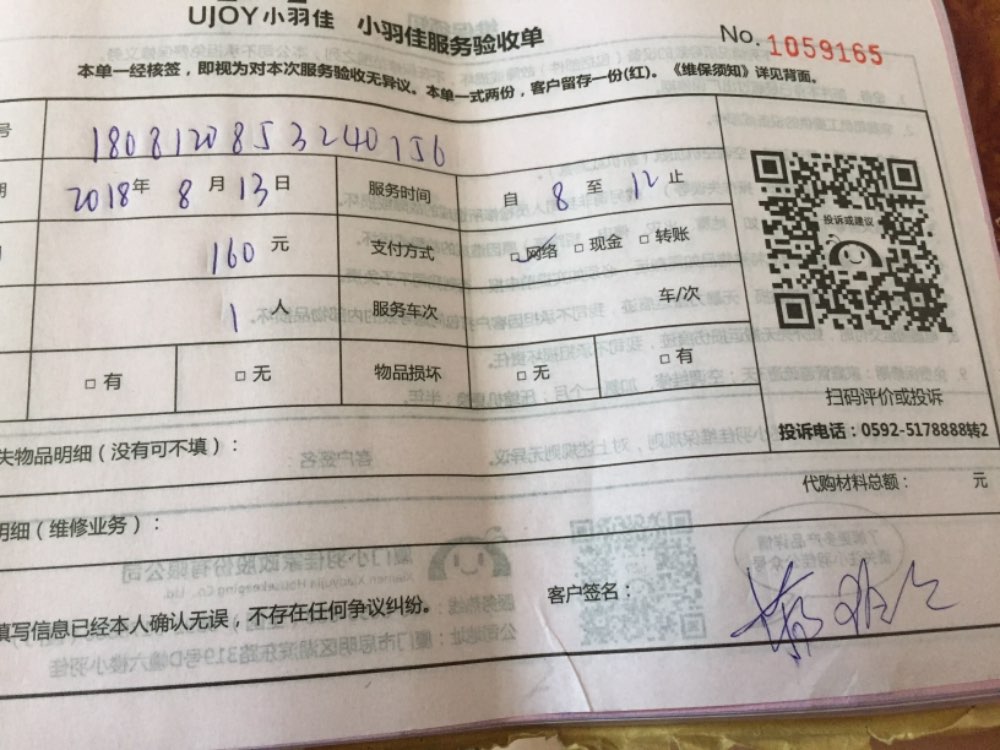 UJOY小羽佳 小羽佳服务验收单 No. 1059165
本单一经核签，即视为对本次服务验收无异议。本单一式两份，客户留存一份(红)。《维保须知》详见背面。
号 180812085324015 6
期 2018年 8月13日 服务时间 自 8 至 12 止
160 元 支付方式 □网络 □现金 □转账
1 人 服务车次 车/次
□有 □无 物品损坏 □无 □有
投诉或建议
扫码评价或投诉
投诉电话：0592-5178888转2
失物品明细（没有可不填）：
代购材料总额： 元
明细（维修业务）：
填写信息已经本人确认无误，不存在任何争议纠纷。 客户签名：